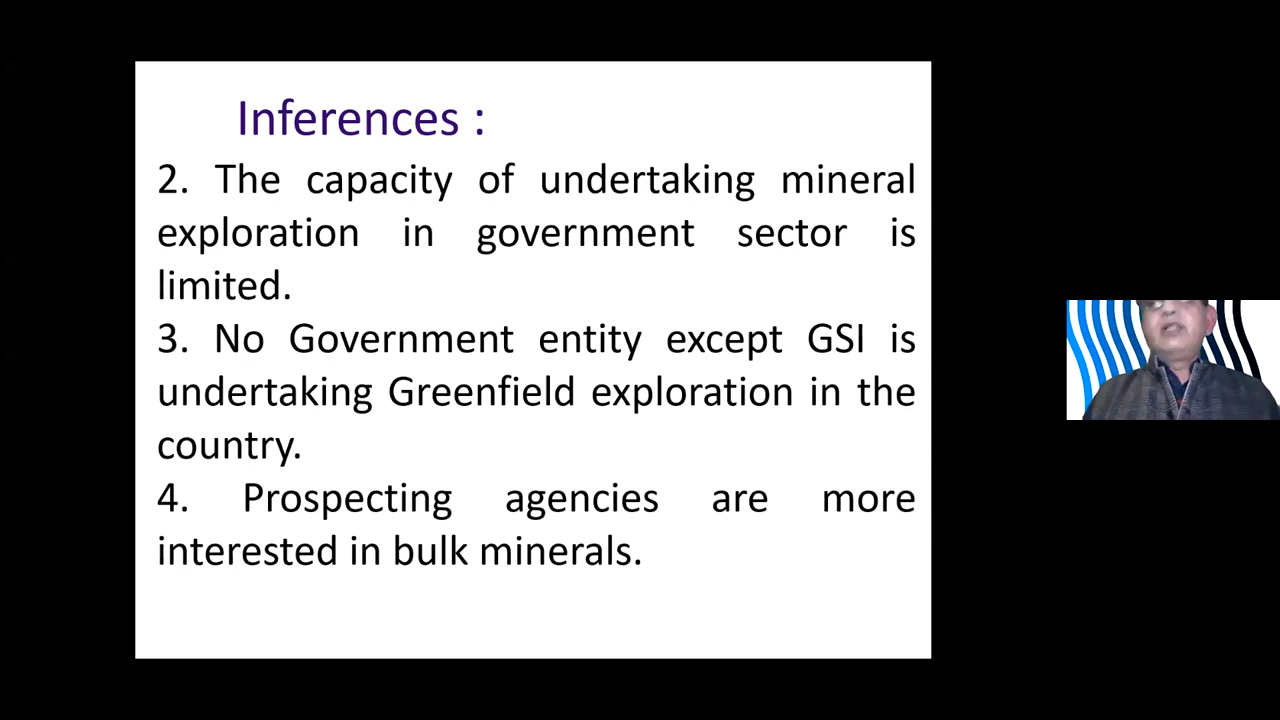 Inferences :
2. The capacity of undertaking mineral
exploration in government sector is
limited.
3. No Government entity except GSI is
undertaking Greenfield exploration in the
country.
4. Prospecting agencies are more
interested in bulk minerals.